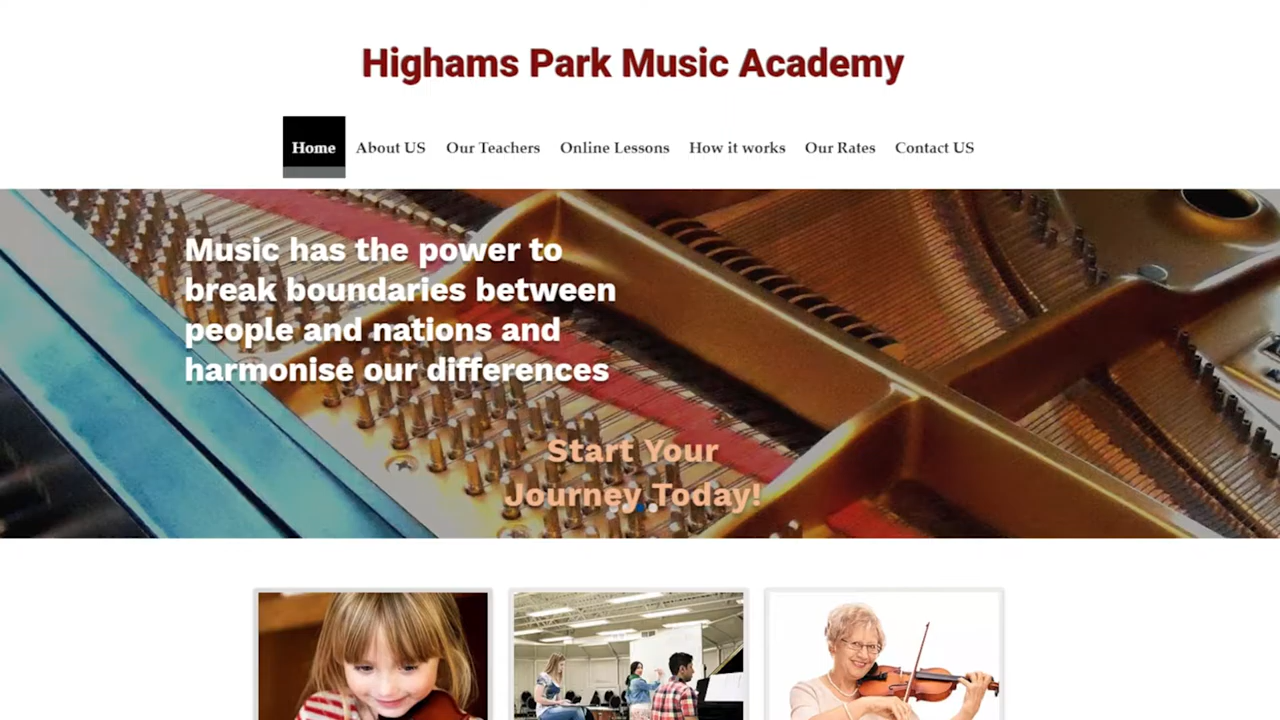 Highams Park Music Academy
Home About US Our Teachers Online Lessons How it works Our Rates Contact US
Music has the power to
break boundaries between
people and nations and
harmonise our differences
Start Your
Journey Today!